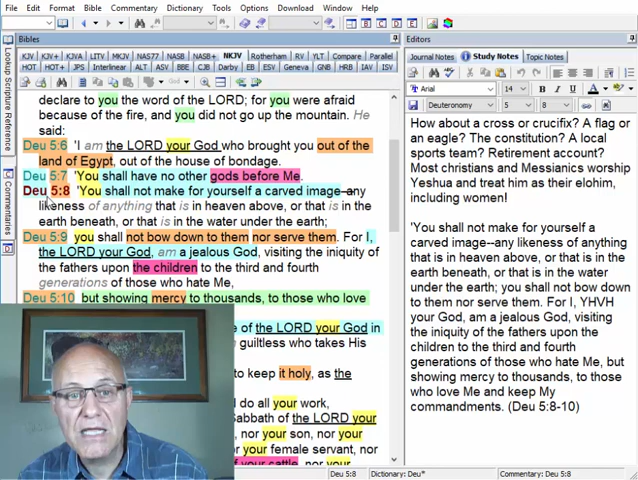 File Edit Format View Bible Commentary Dictionary Tools Options Download Window Help
B C D E
Lookup Scripture Reference
Commentaries
Bibles
KJV KJV+ KJVA LITV MKJV NAS77 NASB NASB+ NKJV Rotherham RV YLT Compare Parallel
HOT HOT+ JPS Interlinear ABP+ ASV BBE CJB Darby EB ESV Geneva GNB HRB IAV ISV
declare to you the word of the LORD; for you were afraid
because of the fire, and you did not go up the mountain. He
said:
Deu 5:6 'I am the LORD your God who brought you out of the
land of Egypt, out of the house of bondage.
Deu 5:7 'You shall have no other gods before Me.
Deu 5:8 'You shall not make for yourself a carved image—any
likeness of anything that is in heaven above, or that is in the
earth beneath, or that is in the water under the earth;
Deu 5:9 you shall not bow down to them nor serve them. For I,
the LORD your God, am a jealous God, visiting the iniquity of
the fathers upon the children to the third and fourth
generations of those who hate Me,
Deu 5:10 but showing mercy to thousands, to those who love
e of the LORD your God in
guiltless who takes His
to keep it holy, as the
d do all your work,
Sabbath of the LORD your
your son, nor your
your female servant, nor
f your cattle, nor your
Deu 5:8
Editors
Journal Notes Study Notes Topic Notes
Arial 14
Deuteronomy 5 8
How about a cross or crucifix? A flag or
an eagle? The constitution? A local
sports team? Retirement account?
Most christians and Messianics worship
Yeshua and treat him as their elohim,
including women!
'You shall not make for yourself a
carved image--any likeness of anything
that is in heaven above, or that is in the
earth beneath, or that is in the water
under the earth; you shall not bow down
to them nor serve them. For I, YHVH
your God, am a jealous God, visiting
the iniquity of the fathers upon the
children to the third and fourth
generations of those who hate Me, but
showing mercy to thousands, to those
who love Me and keep My
commandments. (Deu 5:8-10)
Dictionary: Deu* Commentary: Deu 5:8